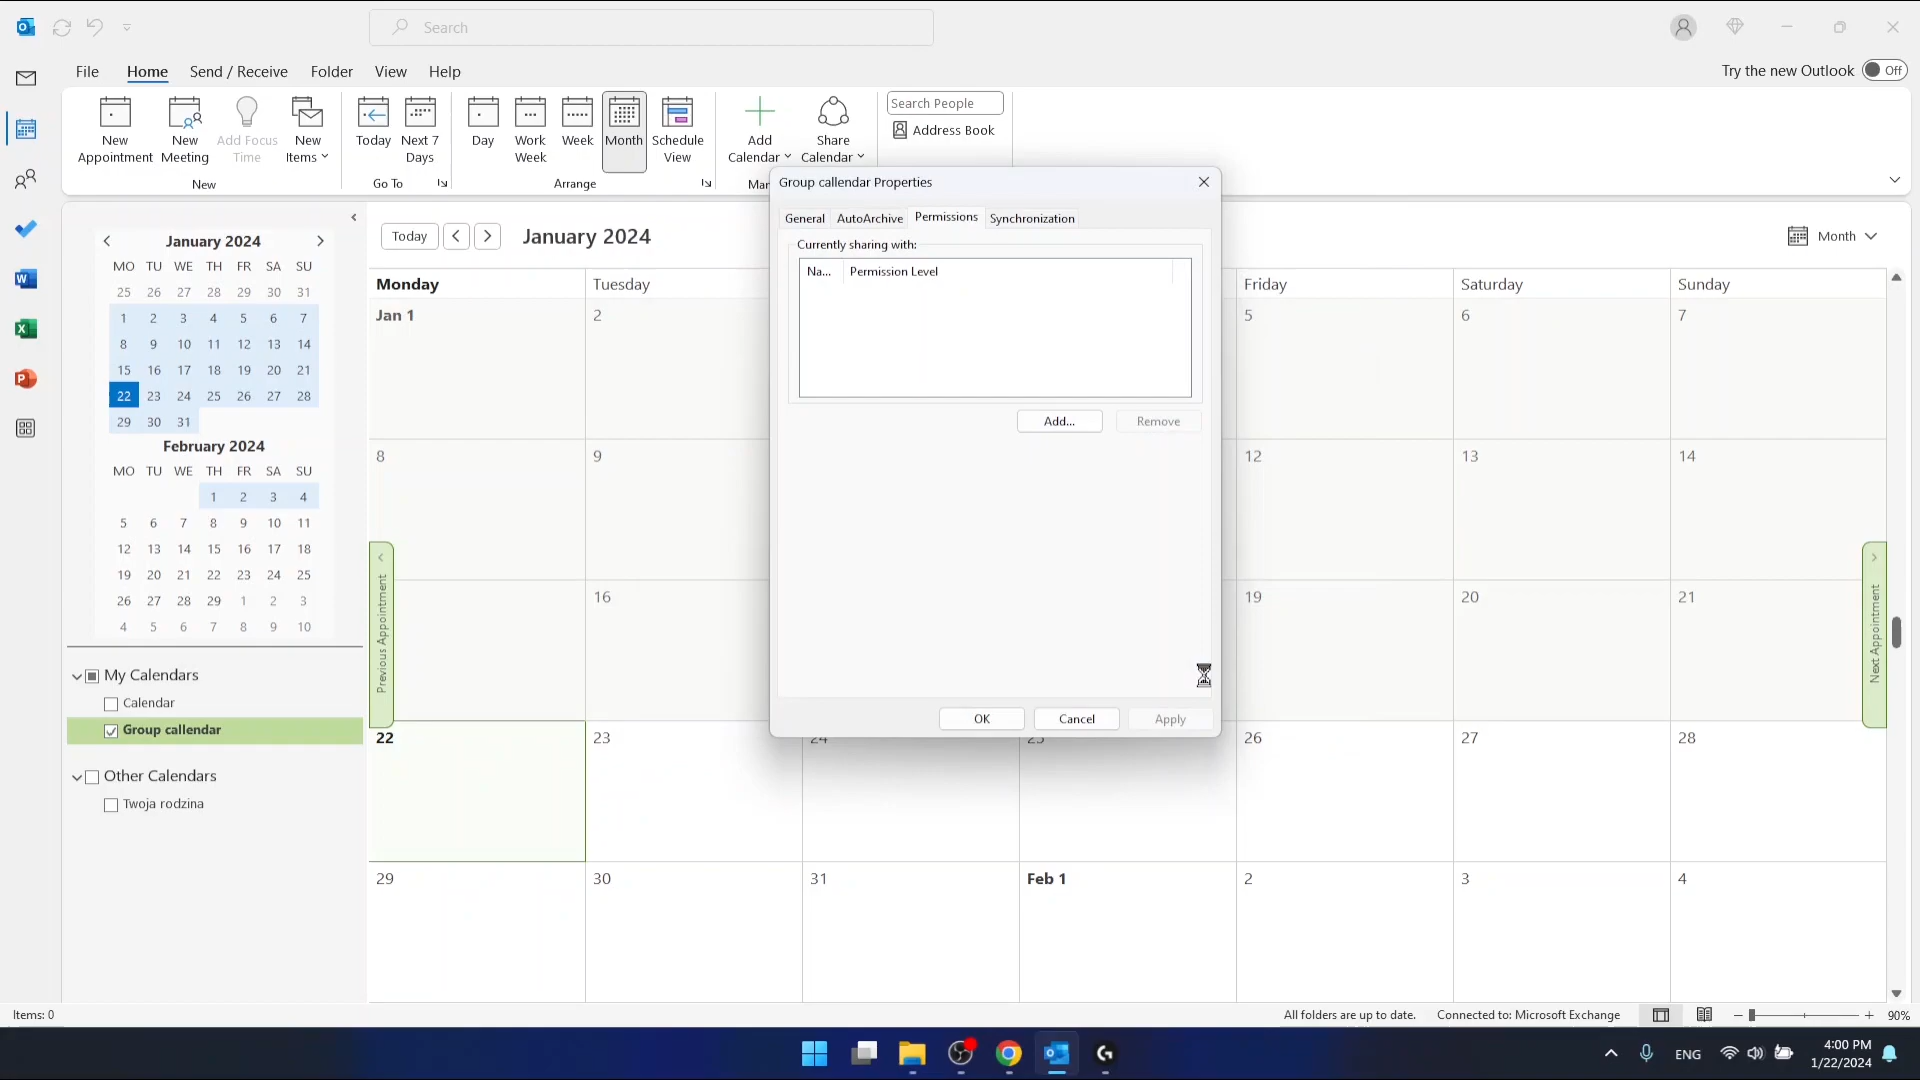 Search
File Home Send / Receive Folder View Help
Try the new Outlook Off
New Appointment
New Meeting
Add Focus Time
New Items
New
Today
Next 7 Days
Go To
Day
Work Week
Week
Month
Schedule View
Arrange
Add Calendar
Share Calendar
Search People
Address Book
January 2024
MO TU WE TH FR SA SU
25 26 27 28 29 30 31
1 2 3 4 5 6 7
8 9 10 11 12 13 14
15 16 17 18 19 20 21
22 23 24 25 26 27 28
29 30 31
February 2024
MO TU WE TH FR SA SU
1 2 3 4
5 6 7 8 9 10 11
12 13 14 15 16 17 18
19 20 21 22 23 24 25
26 27 28 29 1 2 3
4 5 6 7 8 9 10
My Calendars
Calendar
Group callendar
Other Calendars
Twoja rodzina
Today January 2024 Month
Monday Tuesday Friday Saturday Sunday
Jan 1 2 5 6 7
8 9 12 13 14
16 19 20 21
22 23 24 25 26 27 28
29 30 31 Feb 1 2 3 4
Previous Appointment
Next Appointment
Group callendar Properties
General AutoArchive Permissions Synchronization
Currently sharing with:
Na... Permission Level
Add... Remove
OK Cancel Apply
Items: 0
All folders are up to date. Connected to: Microsoft Exchange 90%
ENG
4:00 PM
1/22/2024